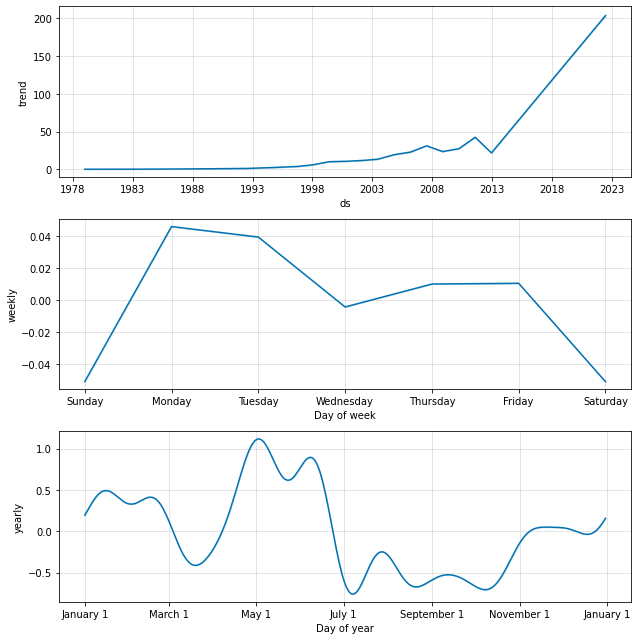 200
150
100
50
0
trend
1978 1983 1988 1993 1998 2003 2008 2013 2018 2023
ds
0.04
0.02
0.00
−0.02
−0.04
weekly
Sunday Monday Tuesday Wednesday Thursday Friday Saturday
Day of week
1.0
0.5
0.0
−0.5
yearly
January 1 March 1 May 1 July 1 September 1 November 1 January 1
Day of year